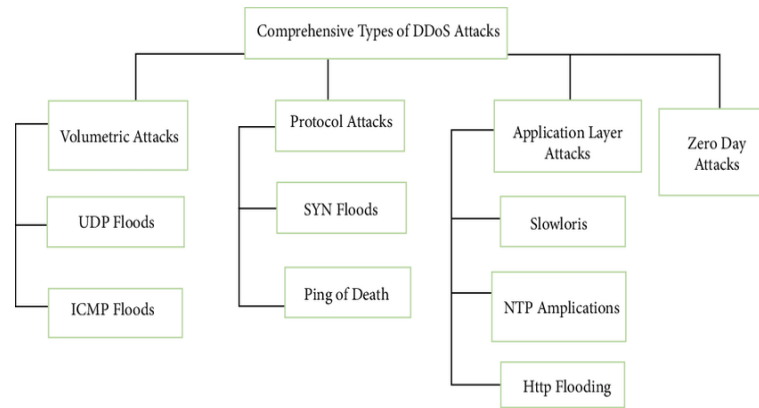 Comprehensive Types of DDoS Attacks
Volumetric Attacks
UDP Floods
ICMP Floods
Protocol Attacks
SYN Floods
Ping of Death
Application Layer
Attacks
Slowloris
NTP Amplications
Http Flooding
Zero Day
Attacks